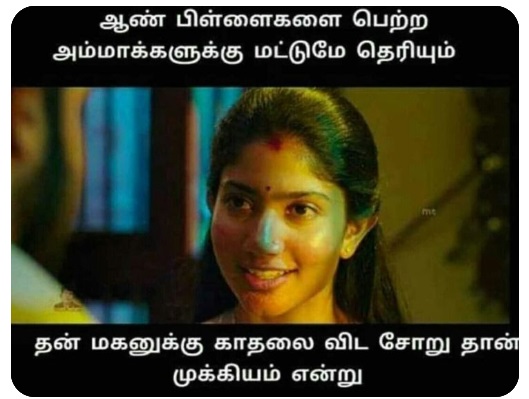 ஆண் பிள்ளைகளை பெற்ற
அம்மாக்களுக்கு மட்டுமே தெரியும்
தன் மகனுக்கு காதலை விட சோறு தான்
முக்கியம் என்று